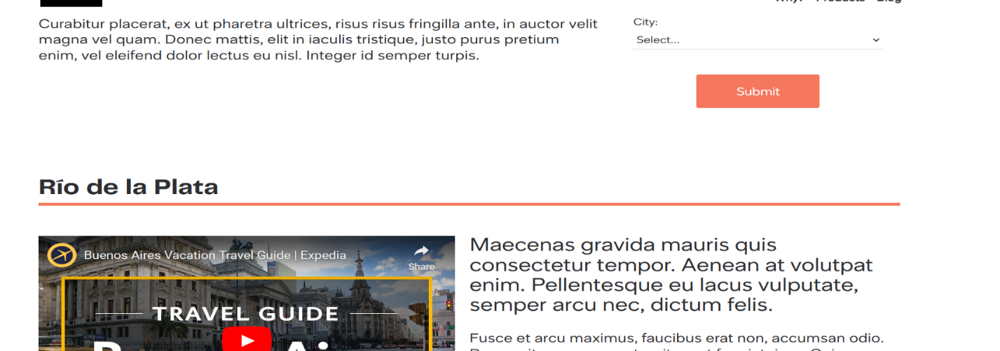 Why? Products Blog
Curabitur placerat, ex ut pharetra ultrices, risus risus fringilla ante, in auctor velit
magna vel quam. Donec mattis, elit in iaculis tristique, justo purus pretium
enim, vel eleifend dolor lectus eu nisl. Integer id semper turpis.
City:
Select...
Submit
Río de la Plata
Buenos Aires Vacation Travel Guide | Expedia
Share
TRAVEL GUIDE
Maecenas gravida mauris quis
consectetur tempor. Aenean at volutpat
enim. Pellentesque eu lacus vulputate,
semper arcu nec, dictum felis.
Fusce et arcu maximus, faucibus erat non, accumsan odio.